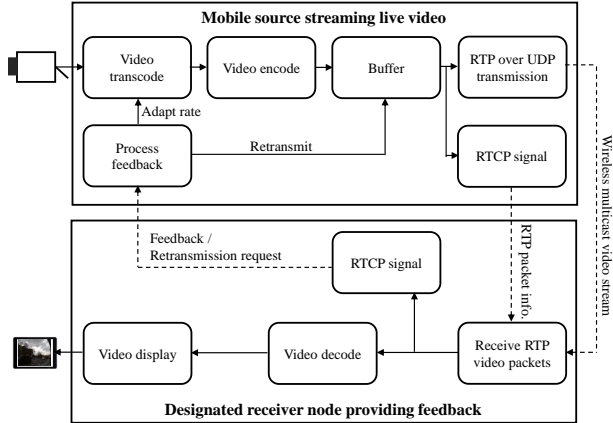 Mobile source streaming live video
Video
transcode
Video encode
Buffer
RTP over UDP
transmission
Adapt rate
Process
feedback
Retransmit
RTCP signal
Wireless multicast video stream
RTP packet info.
Feedback /
Retransmission request
RTCP signal
Video display
Video decode
Receive RTP
video packets
Designated receiver node providing feedback